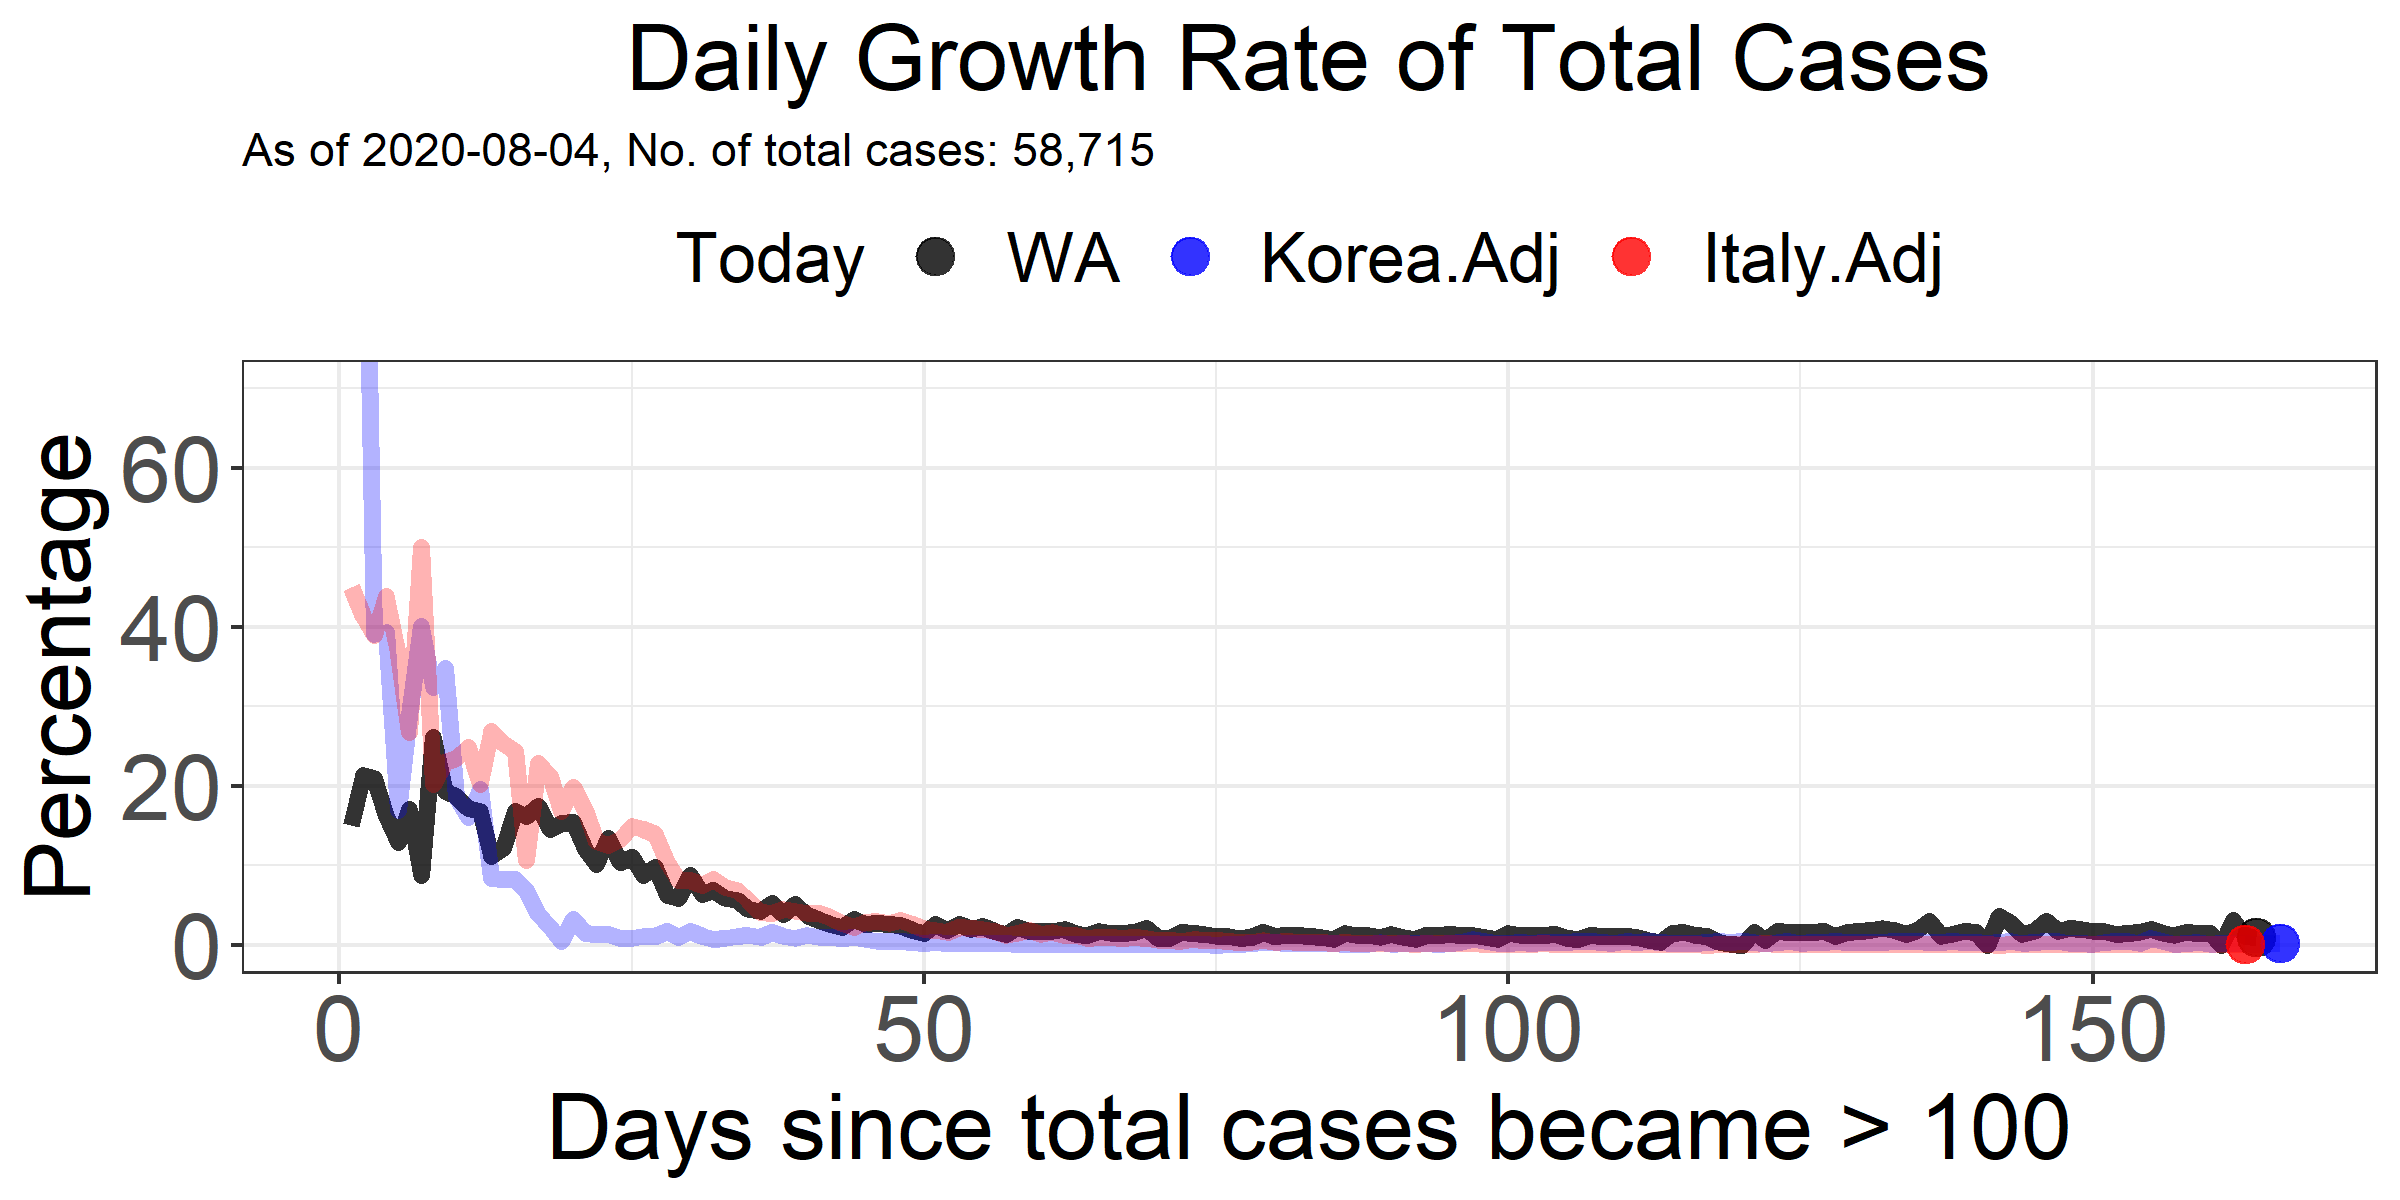 Daily Growth Rate of Total Cases
As of 2020-08-04, No. of total cases: 58,715
Today WA Korea.Adj Italy.Adj
Percentage
60
40
20
0
0 50 100 150
Days since total cases became > 100